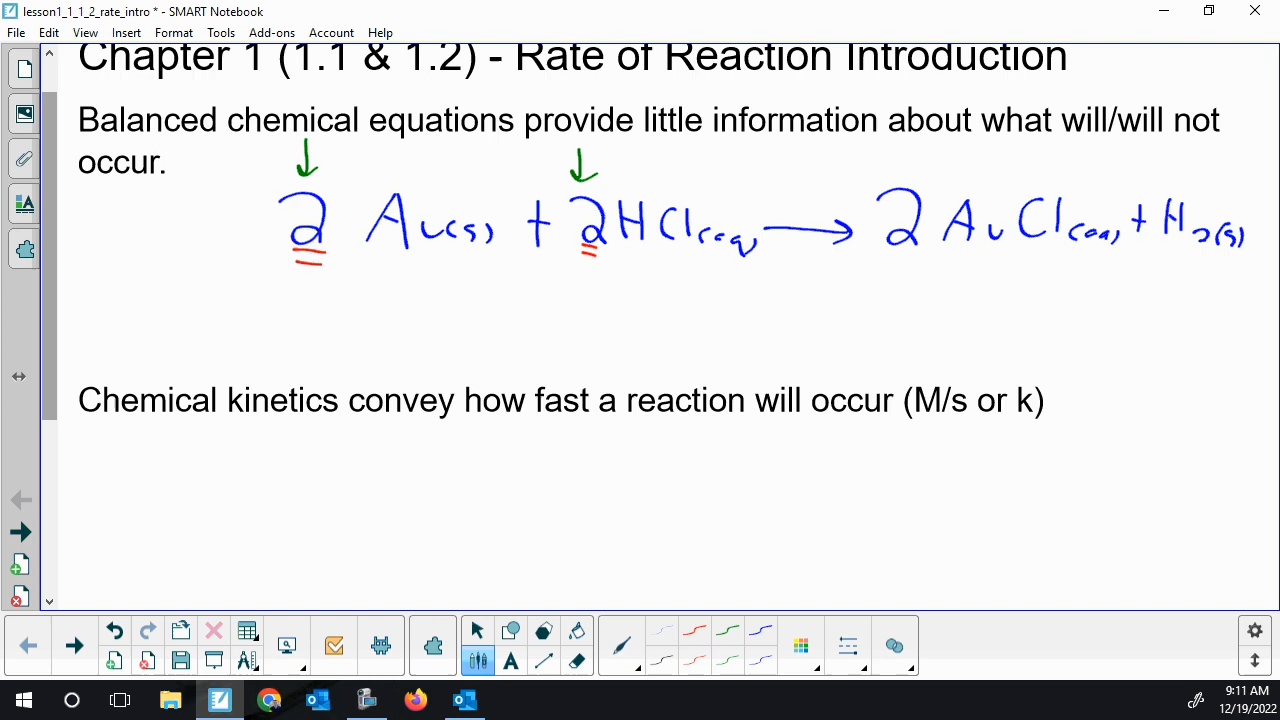 lesson1_1_1_2_rate_intro * - SMART Notebook
File Edit View Insert Format Tools Add-ons Account Help
Chapter 1 (1.1 & 1.2) - Rate of Reaction Introduction
Balanced chemical equations provide little information about what will/will not
occur.
2 Au(s) + 2HCl(aq) → 2 AuCl(aq) + H2(g)
Chemical kinetics convey how fast a reaction will occur (M/s or k)
A
9:11 AM
12/19/2022